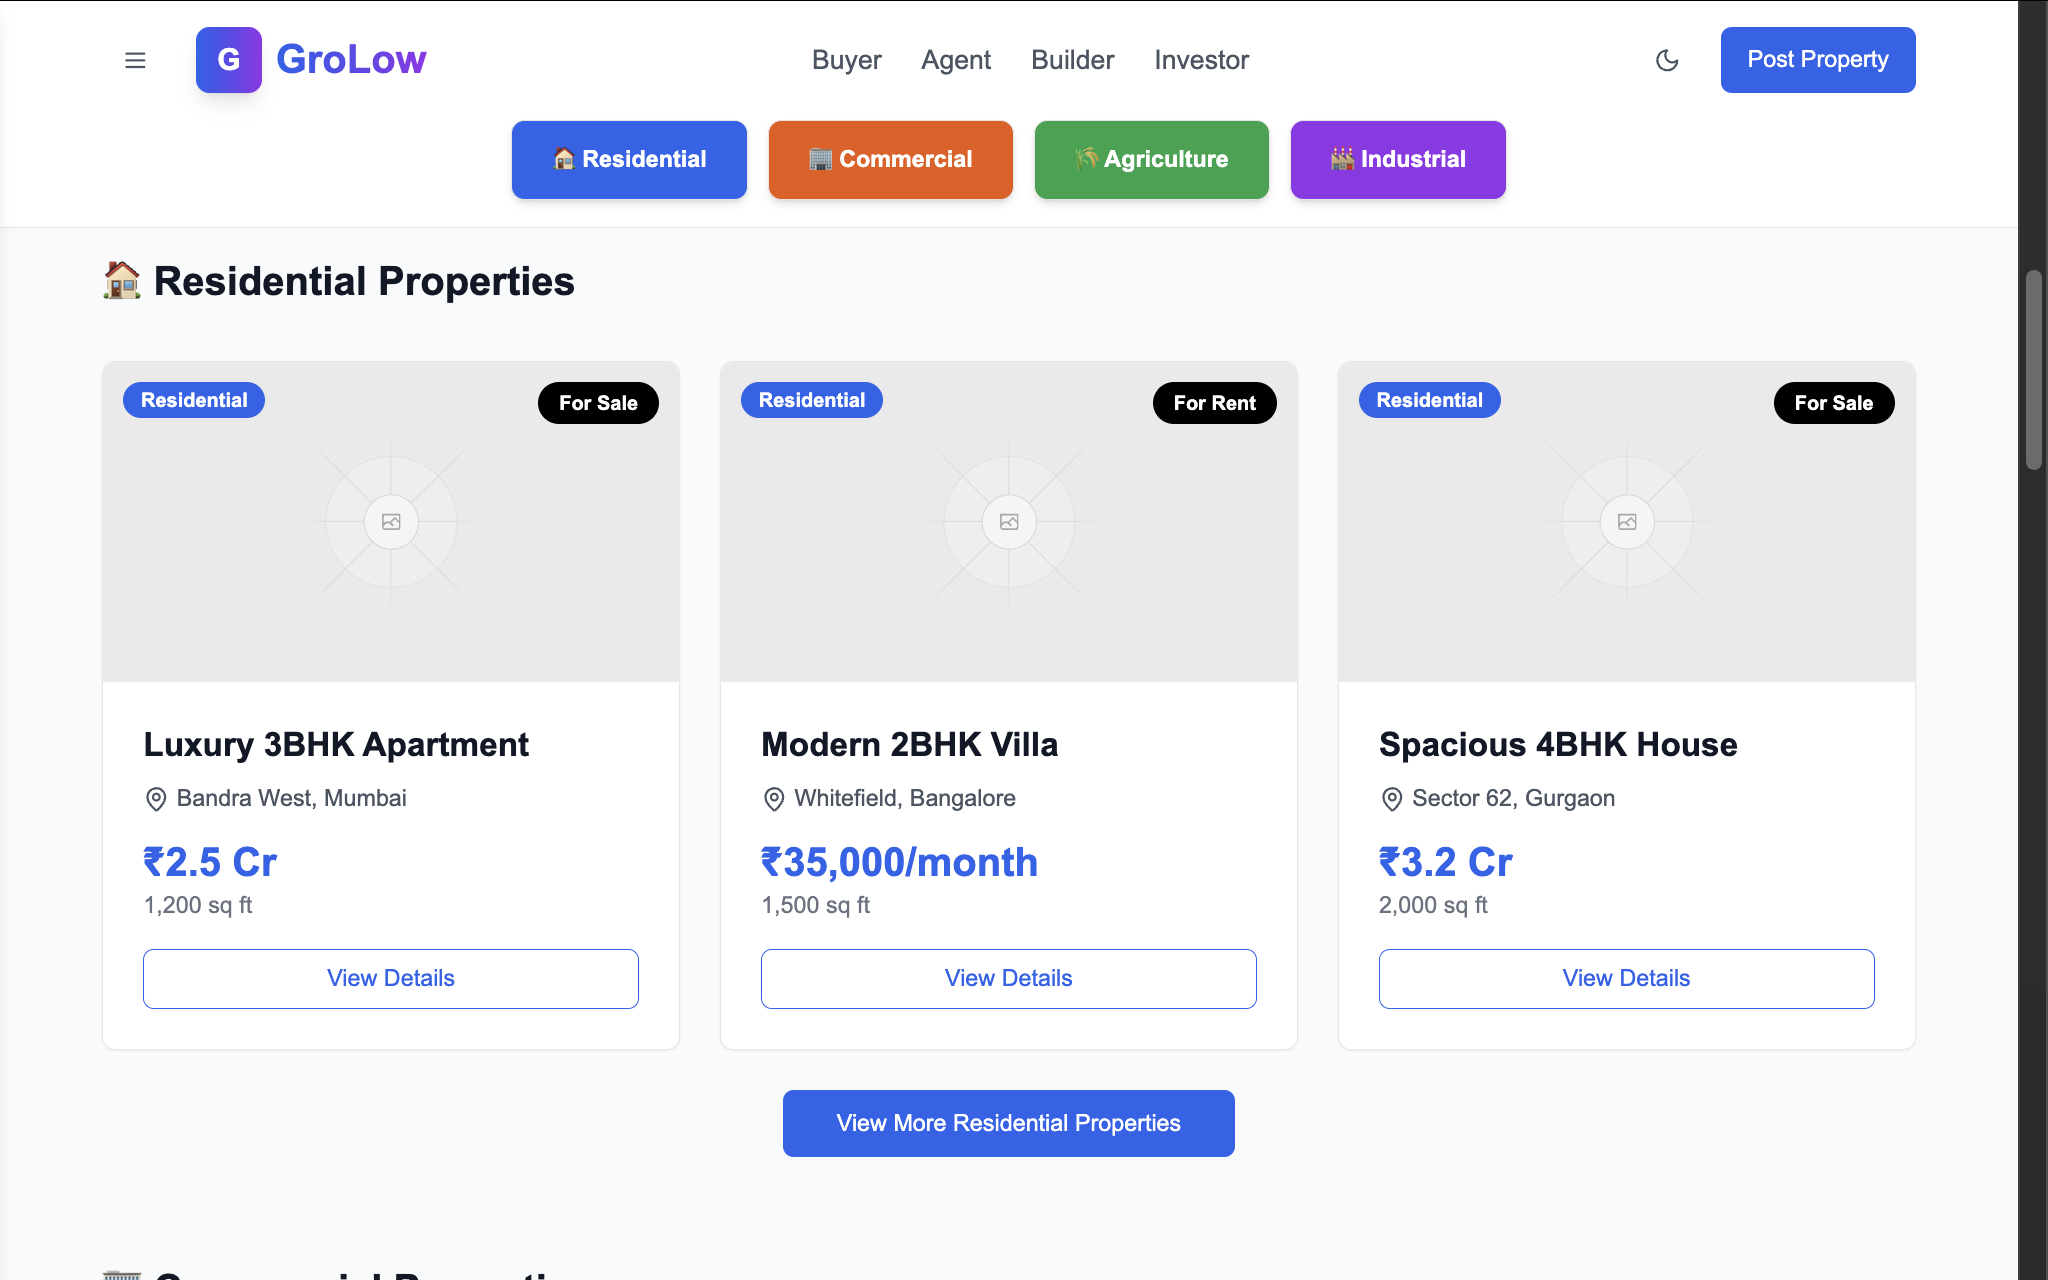 G GroLow
Buyer Agent Builder Investor
Post Property
Residential
Commercial
Agriculture
Industrial
Residential Properties
Residential
For Sale
Luxury 3BHK Apartment
Bandra West, Mumbai
₹2.5 Cr
1,200 sq ft
View Details
Residential
For Rent
Modern 2BHK Villa
Whitefield, Bangalore
₹35,000/month
1,500 sq ft
View Details
Residential
For Sale
Spacious 4BHK House
Sector 62, Gurgaon
₹3.2 Cr
2,000 sq ft
View Details
View More Residential Properties